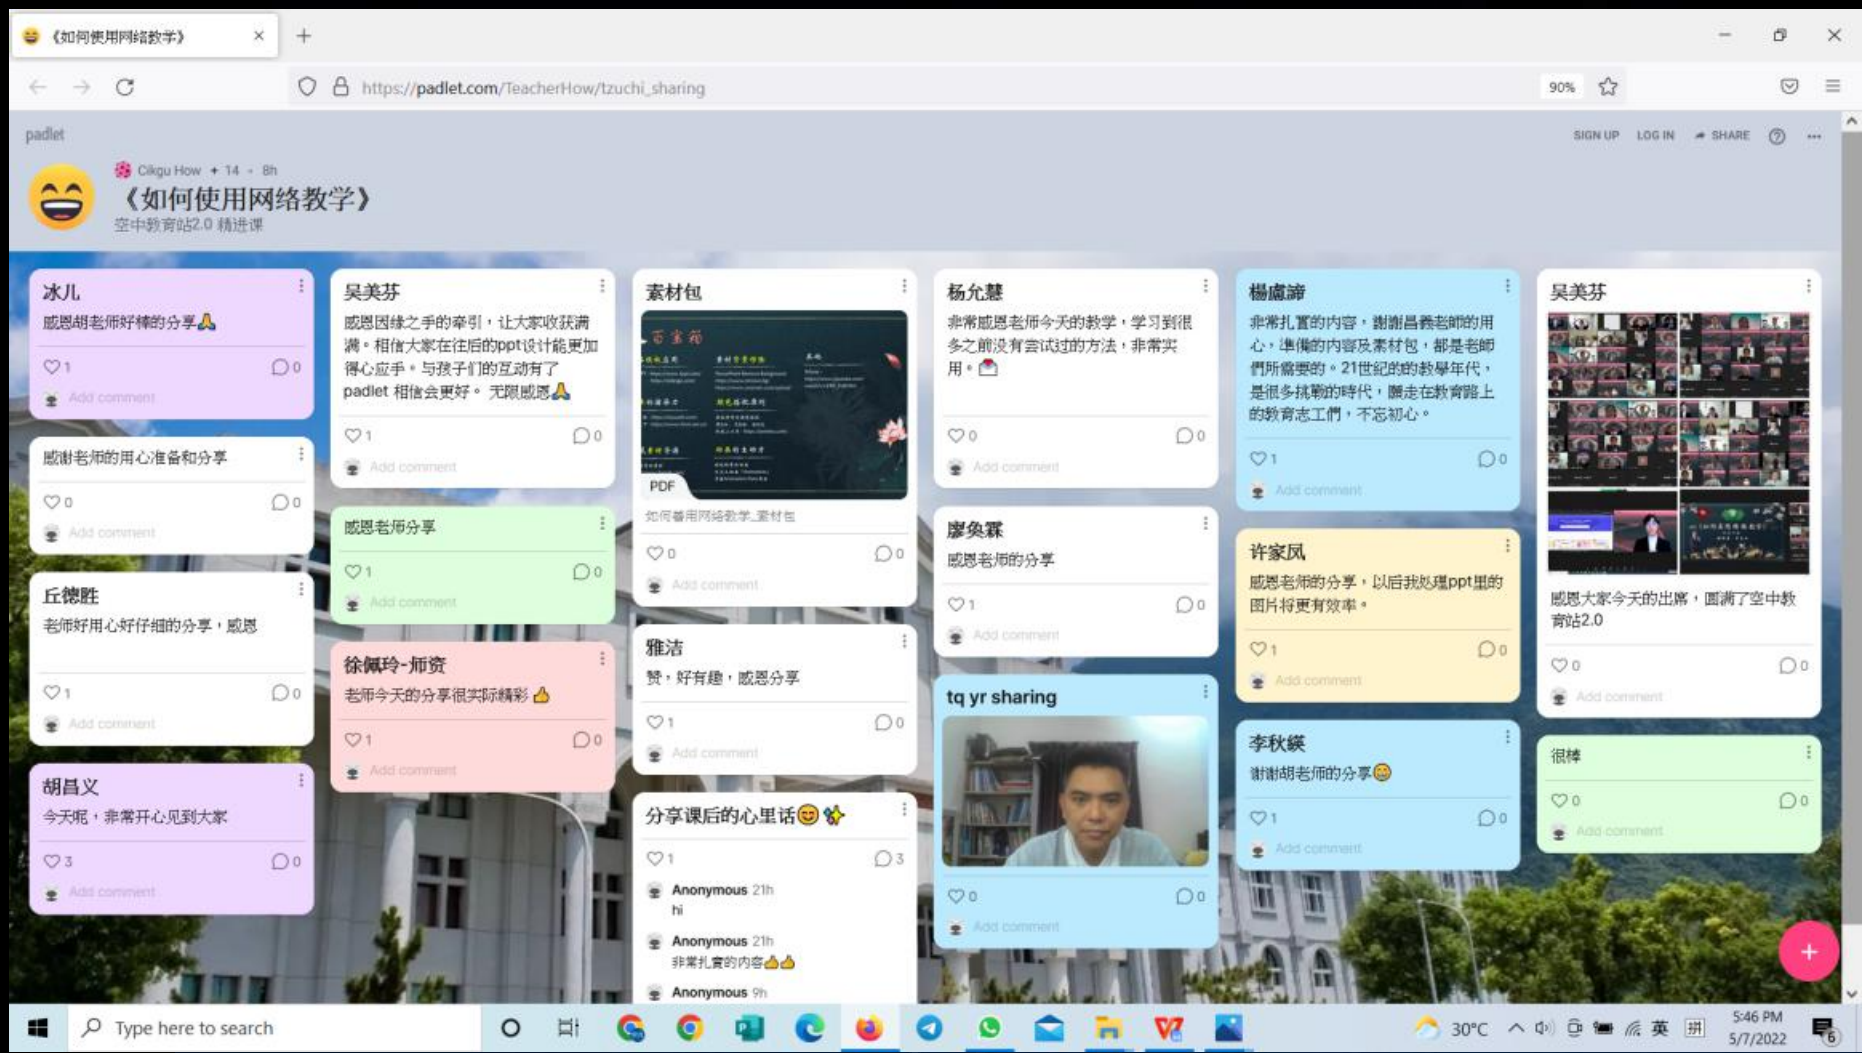 《如何使用网络教学》
https://padlet.com/TeacherHow/tzuchi_sharing
90%
padlet
SIGN UP LOG IN SHARE
Cikgu How + 14 · 8h
《如何使用网络教学》
空中教育站2.0 精进课
冰儿
感恩胡老师好棒的分享🙏
1 0
Add comment
感谢老师的用心准备和分享
0 0
Add comment
丘德胜
老师好用心好仔细的分享，感恩
1 0
Add comment
胡昌义
今天呢，非常开心见到大家
3 0
Add comment
吴美芬
感恩因缘之手的牵引，让大家收获满
满。相信大家在往后的ppt设计能更加
得心应手。与孩子们的互动有了
padlet 相信会更好。 无限感恩🙏
1 0
Add comment
感恩老师分享
1 0
Add comment
徐佩玲-师资
老师今天的分享很实际精彩👍
1 0
Add comment
素材包
百宝箱
PDF
如何善用网络教学_素材包
0 0
Add comment
雅洁
赞，好有趣，感恩分享
1 0
Add comment
分享课后的心里话😊✨
1 3
Anonymous 21h
hi
Anonymous 21h
非常扎實的内容👍👍
Anonymous 9h
杨允慧
非常感恩老师今天的教学，学习到很
多之前没有尝试过的方法，非常实
用。💌
0 0
Add comment
廖奂霖
感恩老师的分享
1 0
Add comment
tq yr sharing
0 0
Add comment
楊盧諦
非常扎實的内容，謝謝昌義老師的用
心，準備的内容及素材包，都是老師
們所需要的。21世紀的的教學年代，
是很多挑戰的時代，願走在教育路上
的教育志工們，不忘初心。
1 0
Add comment
许家凤
感恩老师的分享，以后我处理ppt里的
图片将更有效率。
1 0
Add comment
李秋緌
谢谢胡老师的分享😁
1 0
Add comment
吴美芬
感恩大家今天的出席，圆满了空中教
育站2.0
0 0
Add comment
很棒
0 0
Add comment
Type here to search
30°C
英
拼
5:46 PM
5/7/2022
6